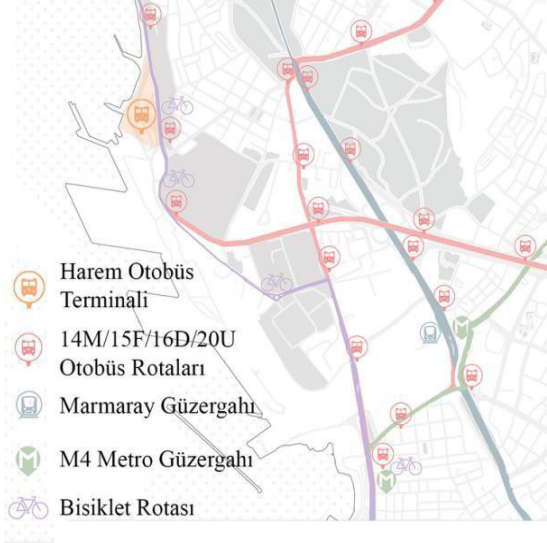 Harem Otobüs
Terminali
14M/15F/16D/20U
Otobüs Rotaları
Marmaray Güzergahı
M4 Metro Güzergahı
Bisiklet Rotası